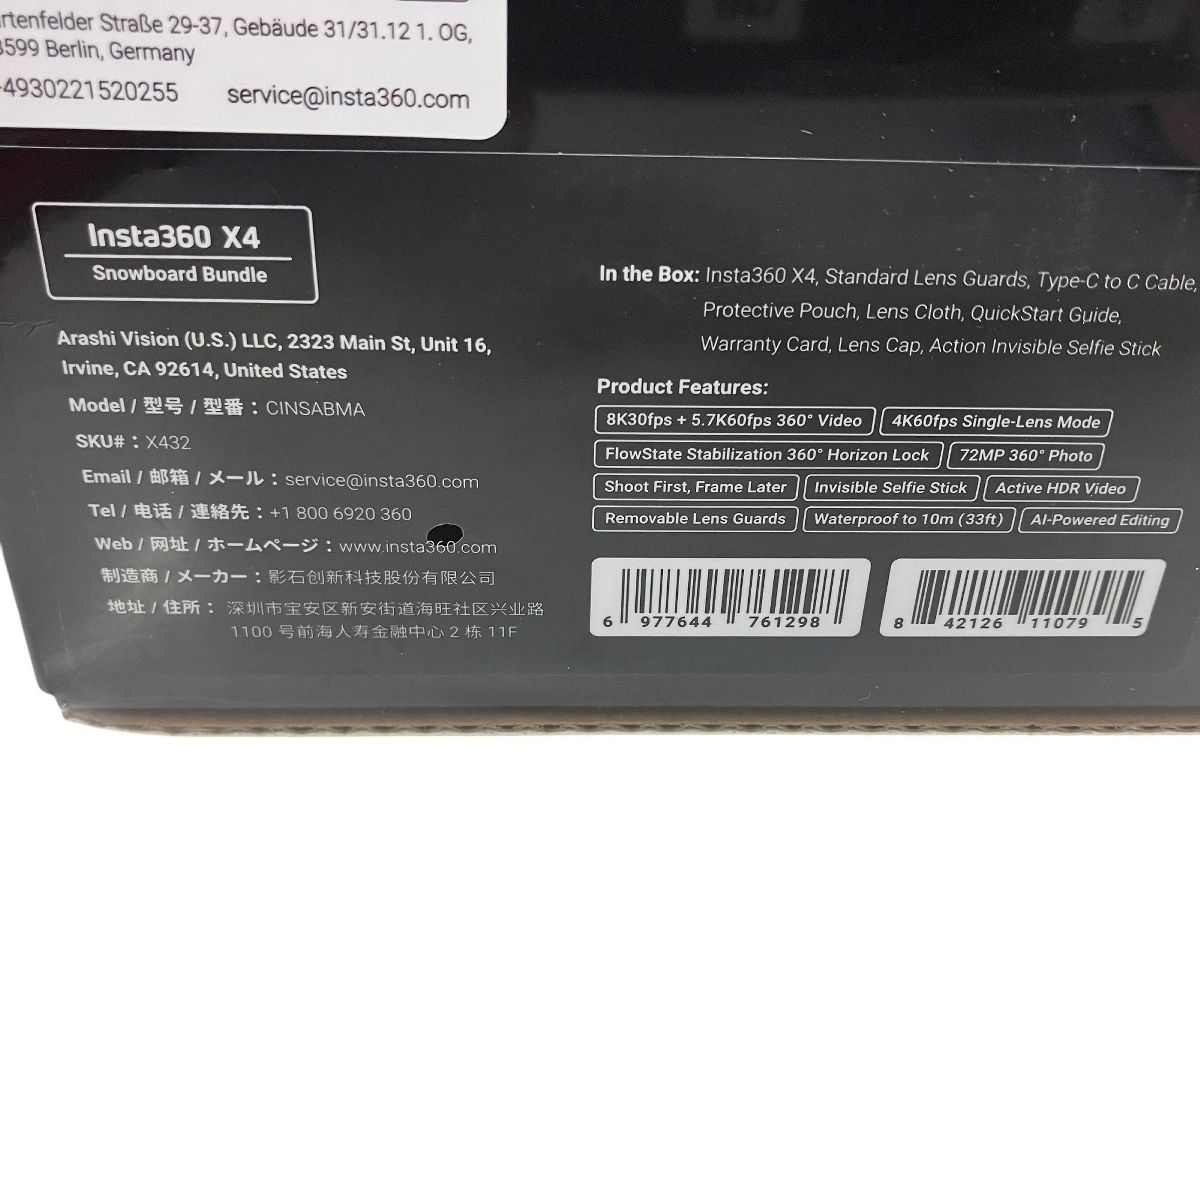 Straße 29-37, Gebäude 31/31.12 1. OG,
Berlin, Germany
4930221520255 service@insta360.com
Insta360 X4
Snowboard Bundle
Arashi Vision (U.S.) LLC, 2323 Main St, Unit 16,
Irvine, CA 92614, United States
Model / 型号 / 型番：CINSABMA
SKU#：X432
Email / 邮箱 / メール：service@insta360.com
Tel / 电话 / 連絡先：+1 800 6920 360
Web / 网址 / ホームページ：www.insta360.com
制造商 / メーカー：影石创新科技股份有限公司
地址 / 住所：深圳市宝安区新安街道海旺社区兴业路
1100 号前海人寿金融中心 2 栋 11F
In the Box: Insta360 X4, Standard Lens Guards, Type-C to C Cable,
Protective Pouch, Lens Cloth, QuickStart Guide,
Warranty Card, Lens Cap, Action Invisible Selfie Stick
Product Features:
8K30fps + 5.7K60fps 360° Video 4K60fps Single-Lens Mode
FlowState Stabilization 360° Horizon Lock 72MP 360° Photo
Shoot First, Frame Later Invisible Selfie Stick Active HDR Video
Removable Lens Guards Waterproof to 10m (33ft) AI-Powered Editing
6 977644 761298
8 42126 11079 5